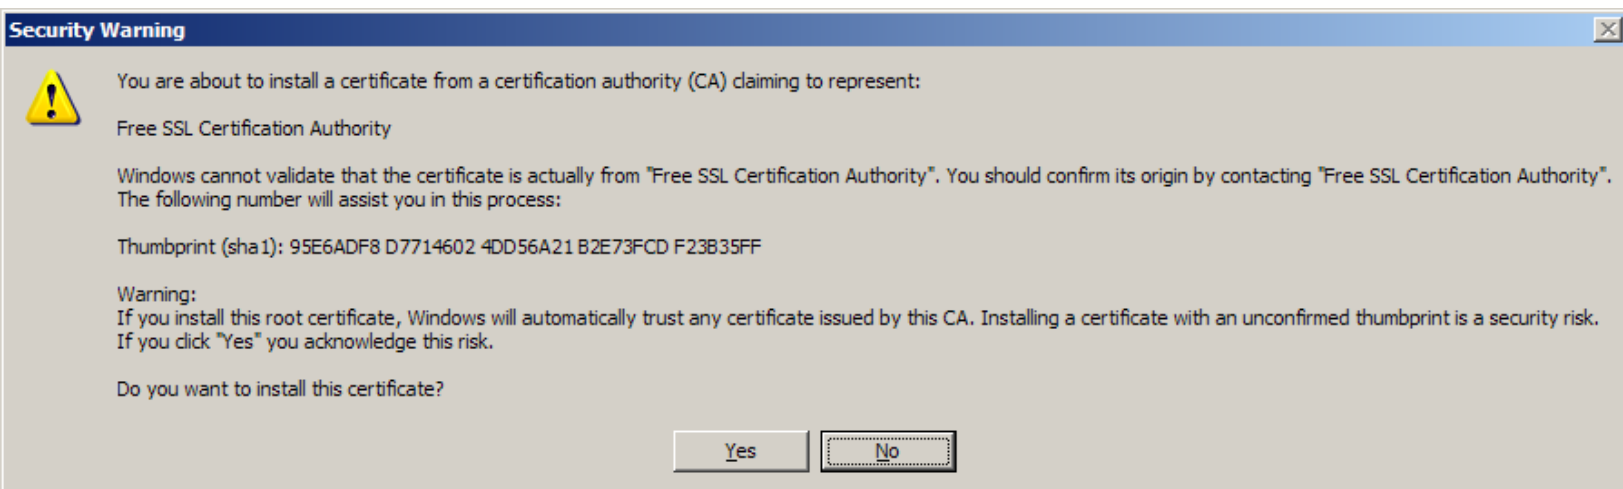 Security Warning
You are about to install a certificate from a certification authority (CA) claiming to represent:
Free SSL Certification Authority
Windows cannot validate that the certificate is actually from "Free SSL Certification Authority". You should confirm its origin by contacting "Free SSL Certification Authority".
The following number will assist you in this process:
Thumbprint (sha1): 95E6ADF8 D7714602 4DD56A21 B2E73FCD F23B35FF
Warning:
If you install this root certificate, Windows will automatically trust any certificate issued by this CA. Installing a certificate with an unconfirmed thumbprint is a security risk.
If you click "Yes" you acknowledge this risk.
Do you want to install this certificate?
Yes No